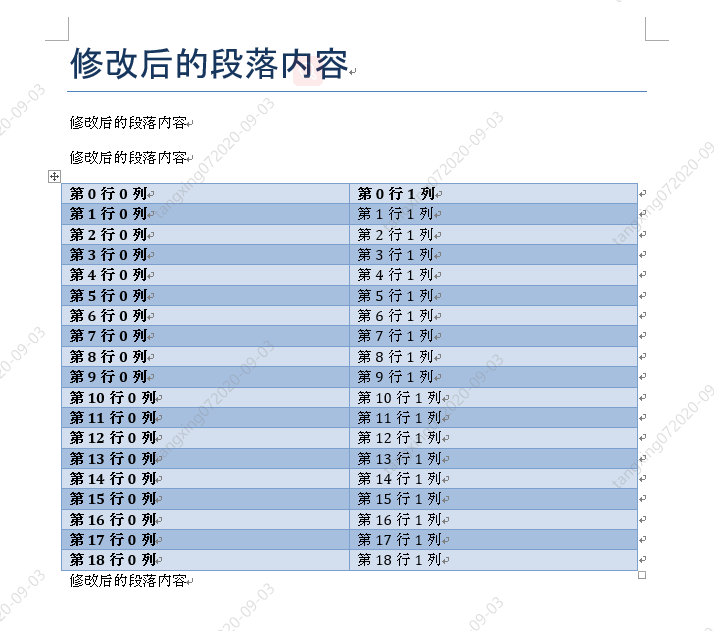 修改后的段落内容
修改后的段落内容
修改后的段落内容
第 0 行 0 列 第 0 行 1 列
第 1 行 0 列 第 1 行 1 列
第 2 行 0 列 第 2 行 1 列
第 3 行 0 列 第 3 行 1 列
第 4 行 0 列 第 4 行 1 列
第 5 行 0 列 第 5 行 1 列
第 6 行 0 列 第 6 行 1 列
第 7 行 0 列 第 7 行 1 列
第 8 行 0 列 第 8 行 1 列
第 9 行 0 列 第 9 行 1 列
第 10 行 0 列 第 10 行 1 列
第 11 行 0 列 第 11 行 1 列
第 12 行 0 列 第 12 行 1 列
第 13 行 0 列 第 13 行 1 列
第 14 行 0 列 第 14 行 1 列
第 15 行 0 列 第 15 行 1 列
第 16 行 0 列 第 16 行 1 列
第 17 行 0 列 第 17 行 1 列
第 18 行 0 列 第 18 行 1 列
修改后的段落内容